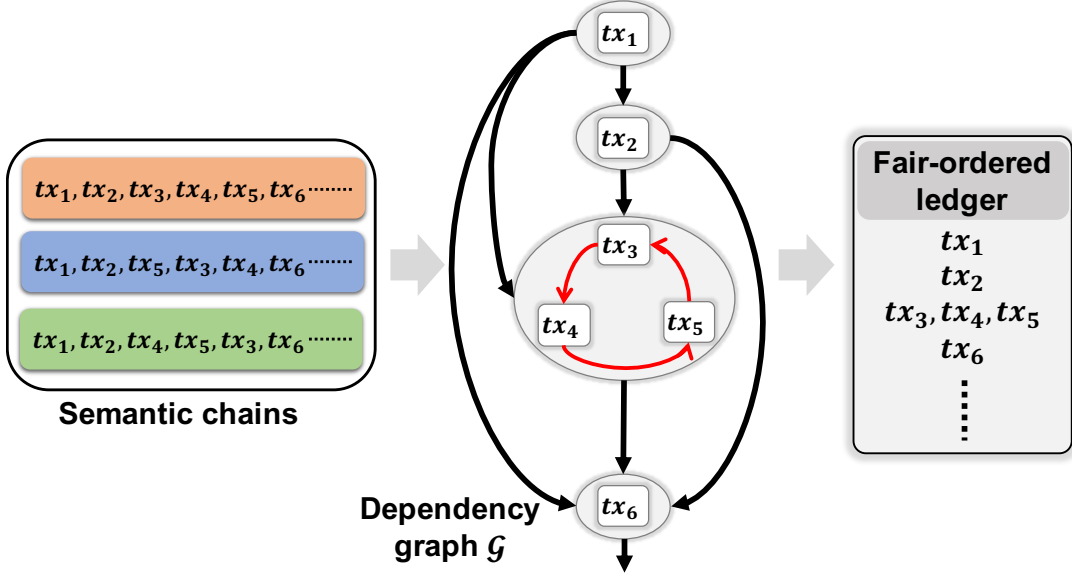 tx₁, tx₂, tx₃, tx₄, tx₅, tx₆ ········
tx₁, tx₂, tx₅, tx₃, tx₄, tx₆ ········
tx₁, tx₂, tx₄, tx₅, tx₃, tx₆ ········
Semantic chains
tx₁
tx₂
tx₃
tx₄
tx₅
tx₆
Dependency
graph 𝒢
Fair-ordered
ledger
tx₁
tx₂
tx₃, tx₄, tx₅
tx₆